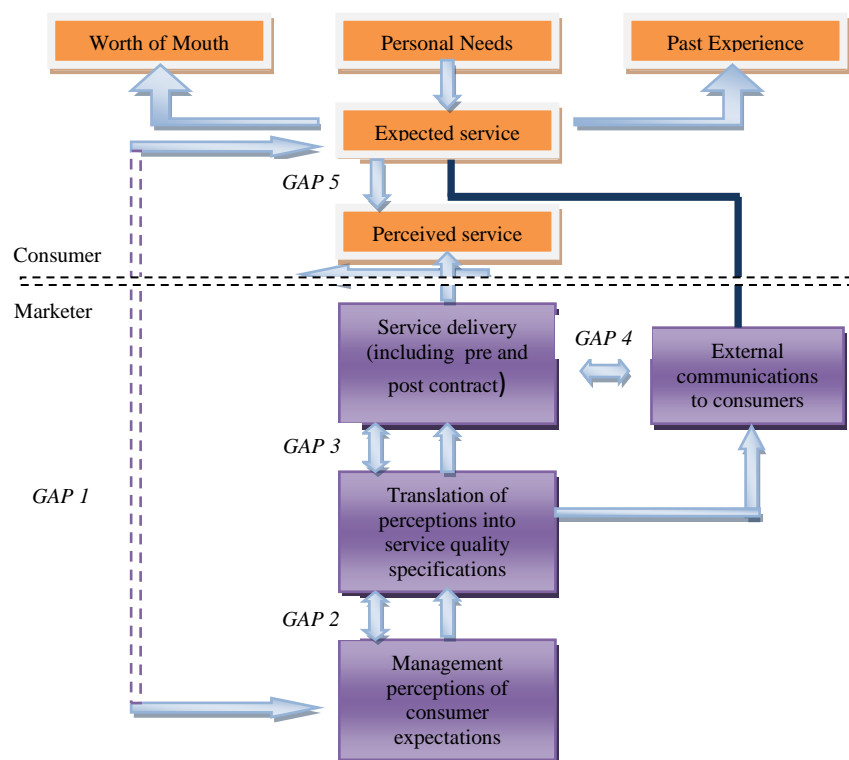 Worth of Mouth
Personal Needs
Past Experience
Expected service
GAP 5
Perceived service
Consumer
Marketer
Service delivery
(including pre and
post contract)
GAP 4
External
communications
to consumers
GAP 3
GAP 1
Translation of
perceptions into
service quality
specifications
GAP 2
Management
perceptions of
consumer
expectations